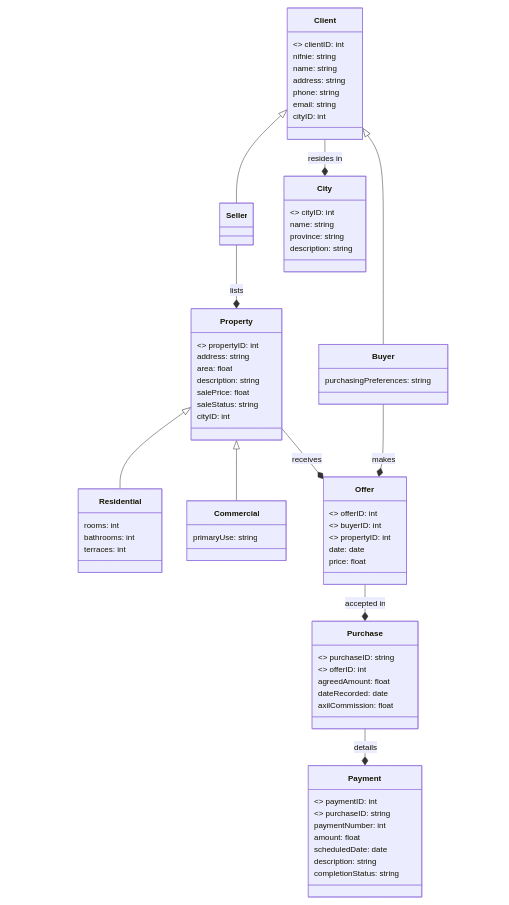 Client
<> clientID: int
nifnie: string
name: string
address: string
phone: string
email: string
cityID: int
resides in
City
<> cityID: int
name: string
province: string
description: string
Seller
lists
Property
<> propertyID: int
address: string
area: float
description: string
salePrice: float
saleStatus: string
cityID: int
Buyer
purchasingPreferences: string
receives
makes
Residential
rooms: int
bathrooms: int
terraces: int
Commercial
primaryUse: string
Offer
<> offerID: int
<> buyerID: int
<> propertyID: int
date: date
price: float
accepted in
Purchase
<> purchaseID: string
<> offerID: int
agreedAmount: float
dateRecorded: date
axilCommission: float
details
Payment
<> paymentID: int
<> purchaseID: string
paymentNumber: int
amount: float
scheduledDate: date
description: string
completionStatus: string